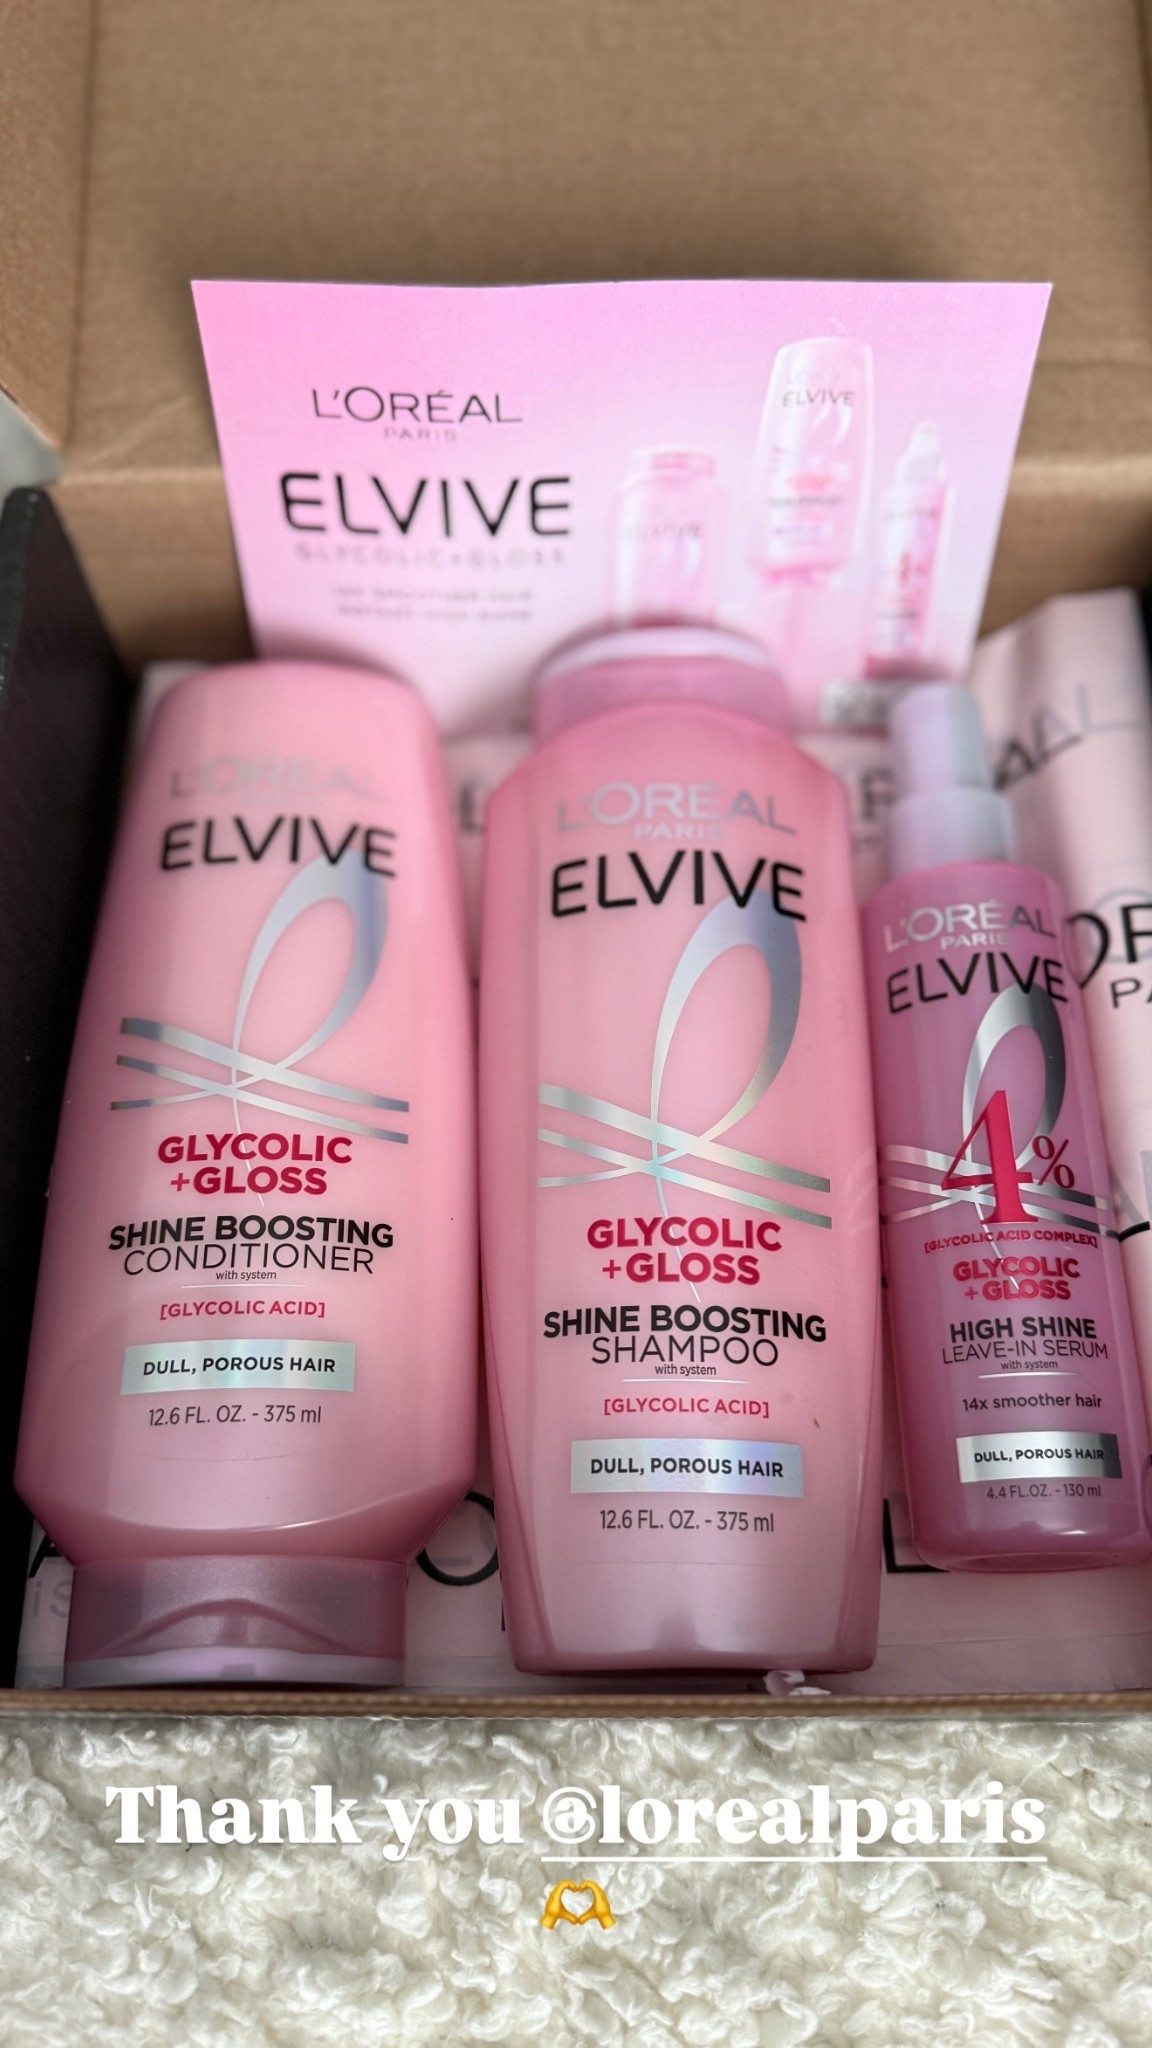 L'ORÉAL
PARIS
ELVIVE
GLYCOLIC+GLOSS
ELVIVE
ELVIVE
L'ORÉAL
ELVIVE
GLYCOLIC
+GLOSS
SHINE BOOSTING
CONDITIONER
with system
[GLYCOLIC ACID]
DULL, POROUS HAIR
12.6 FL. OZ. - 375 ml
L'ORÉAL
PARIS
ELVIVE
GLYCOLIC
+GLOSS
SHINE BOOSTING
SHAMPOO
with system
[GLYCOLIC ACID]
DULL, POROUS HAIR
12.6 FL. OZ. - 375 ml
L'ORÉAL
PARIS
ELVIVE
4%
[GLYCOLIC ACID COMPLEX]
GLYCOLIC
+GLOSS
HIGH SHINE
LEAVE-IN SERUM
with system
14x smoother hair
DULL, POROUS HAIR
4.4 FL.OZ. - 130 ml
Thank you @lorealparis